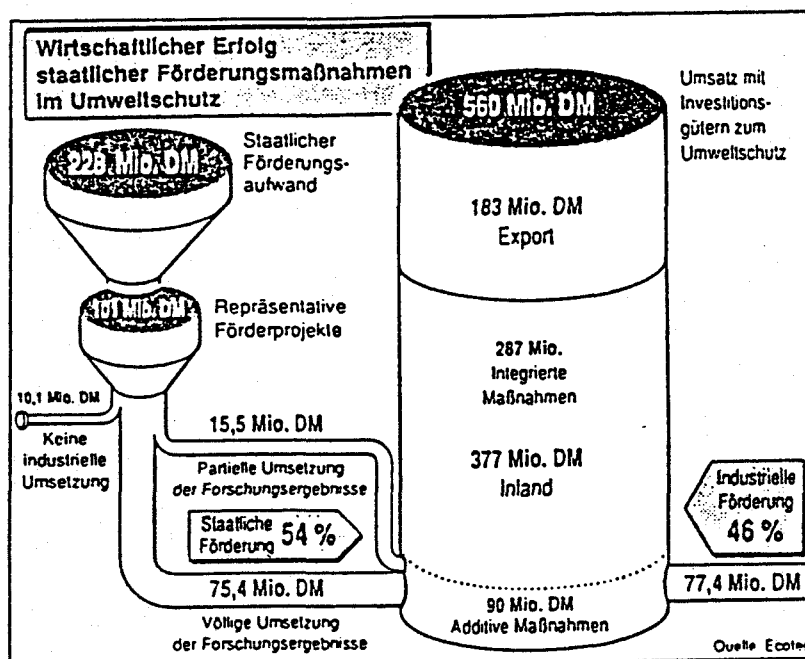 Wirtschaftlicher Erfolg
staatlicher Förderungsmaßnahmen
im Umweltschutz
228 Mio. DM
Staatlicher
Förderungs-
aufwand
101 Mio. DM
Repräsentative
Förderprojekte
10,1 Mio. DM
Keine
industrielle
Umsetzung
15,5 Mio. DM
Partielle Umsetzung
der Forschungsergebnisse
Staatliche
Förderung 54 %
75,4 Mio. DM
Völlige Umsetzung
der Forschungsergebnisse
560 Mio. DM
Umsatz mit
Investitions-
gütern zum
Umweltschutz
183 Mio. DM
Export
287 Mio.
Integrierte
Maßnahmen
377 Mio. DM
Inland
90 Mio. DM
Additive Maßnahmen
Industrielle
Förderung
46 %
77,4 Mio. DM
Quelle Ecotec